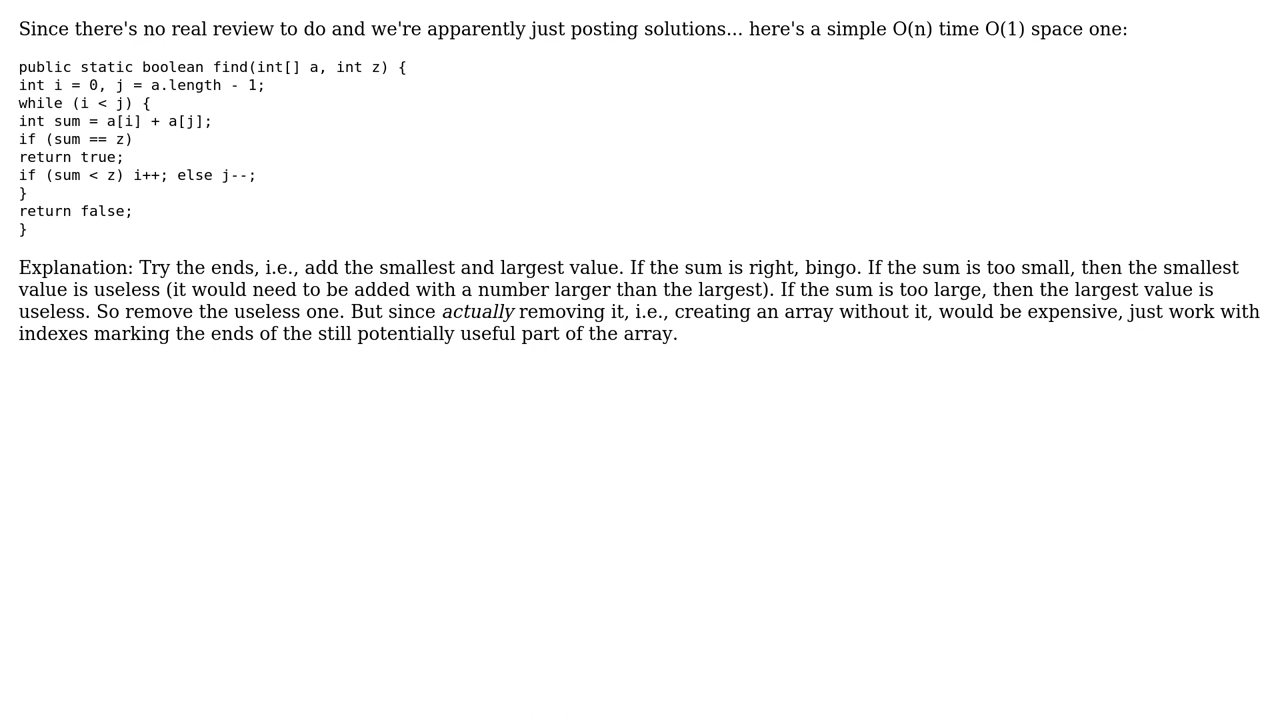 Since there's no real review to do and we're apparently just posting solutions... here's a simple O(n) time O(1) space one:
public static boolean find(int[] a, int z) {
int i = 0, j = a.length - 1;
while (i < j) {
int sum = a[i] + a[j];
if (sum == z)
return true;
if (sum < z) i++; else j--;
}
return false;
}
Explanation: Try the ends, i.e., add the smallest and largest value. If the sum is right, bingo. If the sum is too small, then the smallest
value is useless (it would need to be added with a number larger than the largest). If the sum is too large, then the largest value is
useless. So remove the useless one. But since actually removing it, i.e., creating an array without it, would be expensive, just work with
indexes marking the ends of the still potentially useful part of the array.